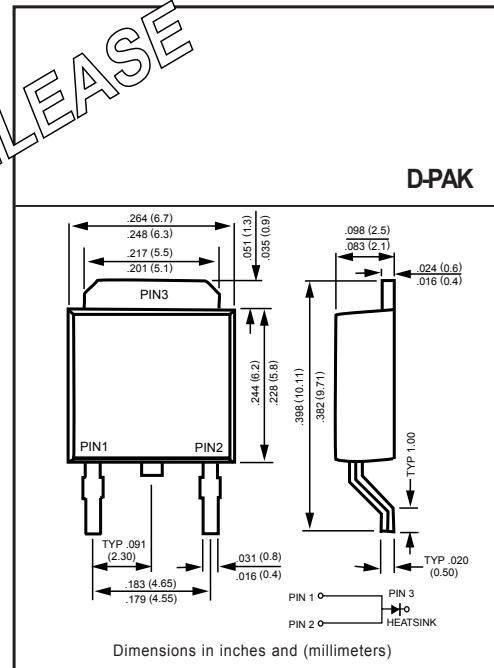 LEASE
D-PAK
.264 (6.7)
.248 (6.3)
.217 (5.5)
.201 (5.1)
.051 (1.3)
.035 (0.9)
PIN3
.244 (6.2)
.228 (5.8)
PIN1
PIN2
TYP .091
(2.30)
.031 (0.8)
.016 (0.4)
.183 (4.65)
.179 (4.55)
.098 (2.5)
.083 (2.1)
.024 (0.6)
.016 (0.4)
.398 (10.11)
.382 (9.71)
TYP 1.00
TYP .020
(0.50)
PIN 1
PIN 3
PIN 2
HEATSINK
Dimensions in inches and (millimeters)